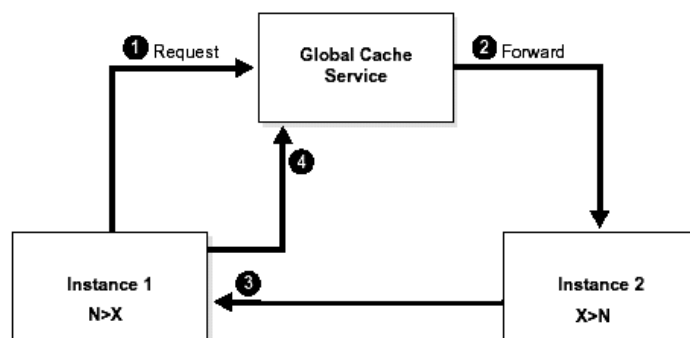 1 Request
Global Cache
Service
2 Forward
4
Instance 1
N>X
3
Instance 2
X>N